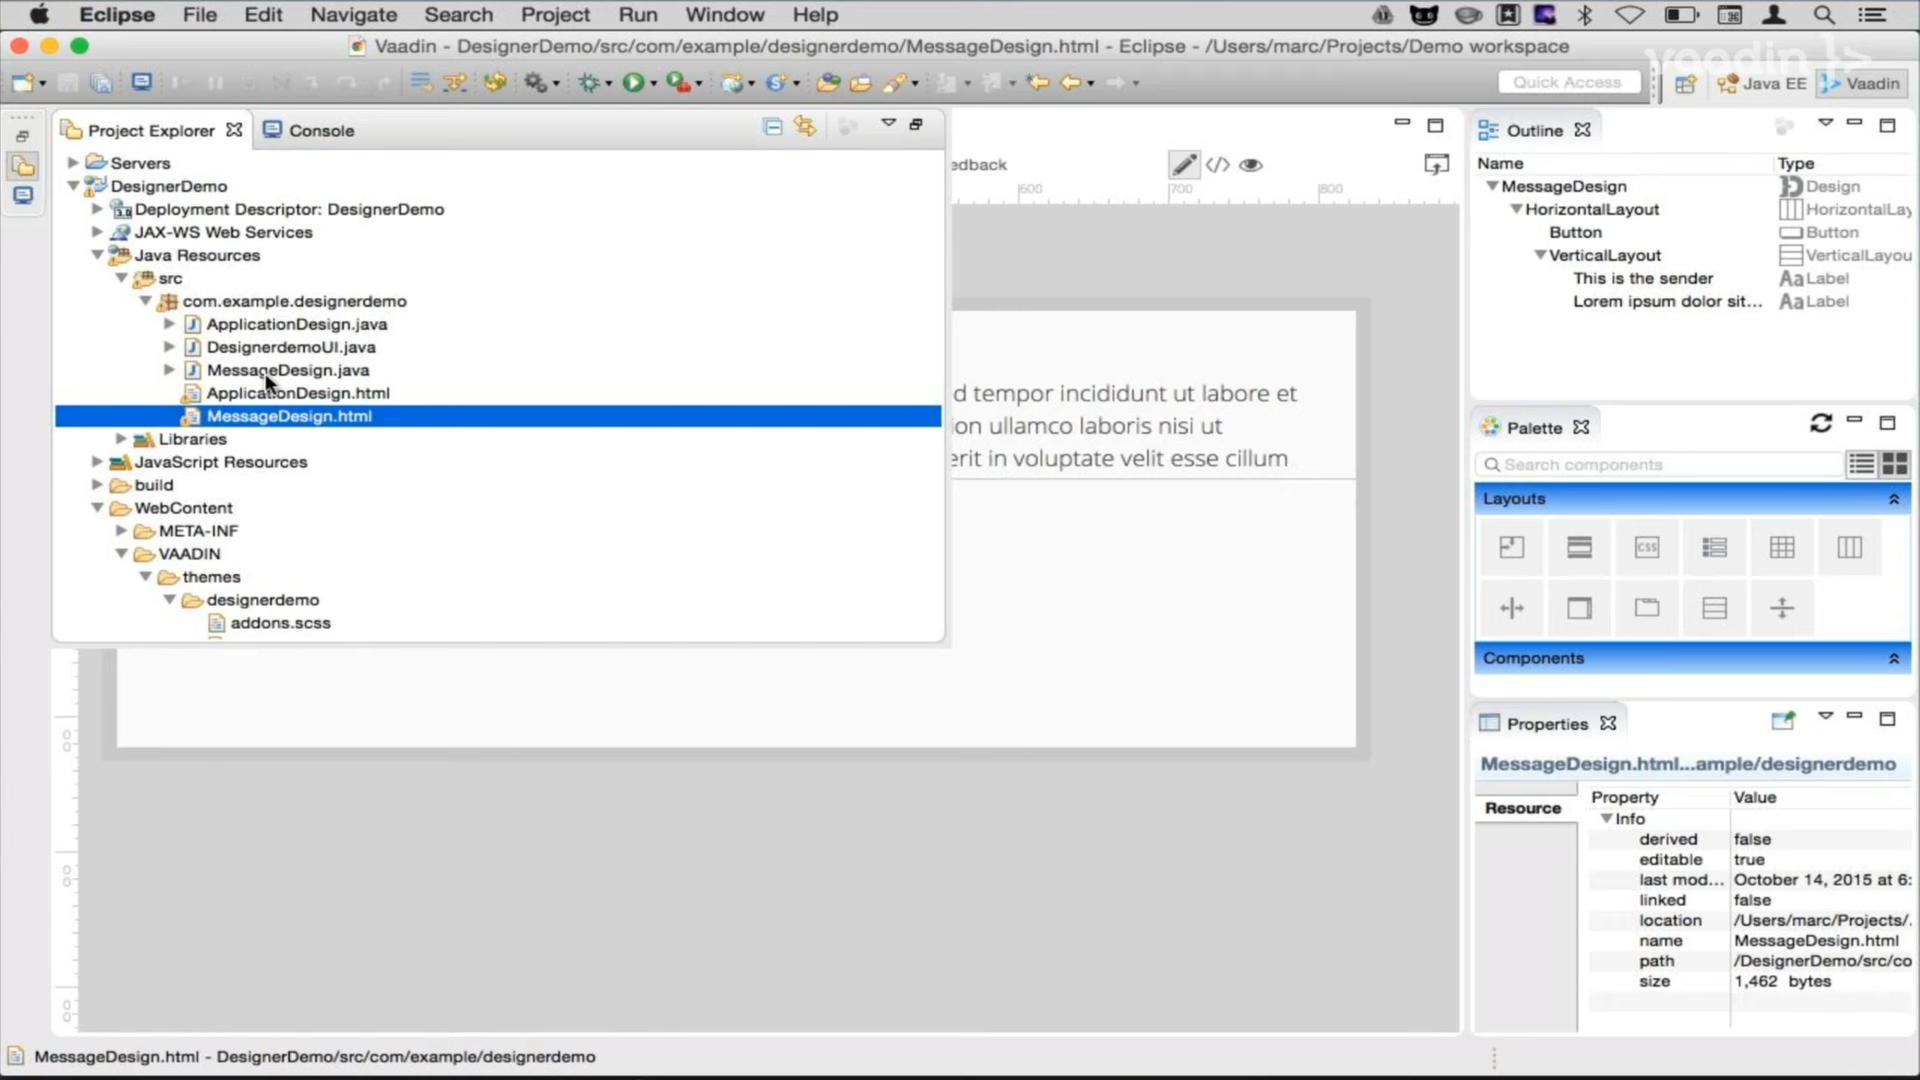 Eclipse File Edit Navigate Search Project Run Window Help
Vaadin - DesignerDemo/src/com/example/designerdemo/MessageDesign.html - Eclipse - /Users/marc/Projects/Demo workspace
vaadin }>
Quick Access
Java EE
Vaadin
Project Explorer
Console
Servers
DesignerDemo
Deployment Descriptor: DesignerDemo
JAX-WS Web Services
Java Resources
src
com.example.designerdemo
ApplicationDesign.java
DesignerdemoUI.java
MessageDesign.java
ApplicationDesign.html
MessageDesign.html
Libraries
JavaScript Resources
build
WebContent
META-INF
VAADIN
themes
designerdemo
addons.scss
edback
600
700
800
d tempor incididunt ut labore et
ion ullamco laboris nisi ut
erit in voluptate velit esse cillum
Outline
Name Type
MessageDesign Design
HorizontalLayout HorizontalLay
Button Button
VerticalLayout VerticalLayou
This is the sender Label
Lorem ipsum dolor sit... Label
Palette
Search components
Layouts
CSS
Components
Properties
MessageDesign.html...ample/designerdemo
Resource
Property Value
Info
derived false
editable true
last mod... October 14, 2015 at 6:
linked false
location /Users/marc/Projects/.
name MessageDesign.html
path /DesignerDemo/src/co
size 1,462 bytes
MessageDesign.html - DesignerDemo/src/com/example/designerdemo